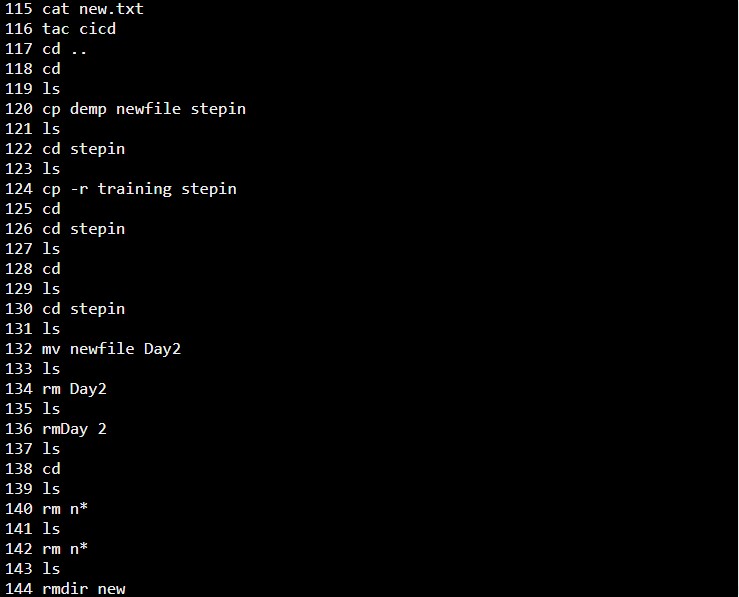 115 cat new.txt
116 tac cicd
117 cd ..
118 cd
119 ls
120 cp demp newfile stepin
121 ls
122 cd stepin
123 ls
124 cp -r training stepin
125 cd
126 cd stepin
127 ls
128 cd
129 ls
130 cd stepin
131 ls
132 mv newfile Day2
133 ls
134 rm Day2
135 ls
136 rmDay 2
137 ls
138 cd
139 ls
140 rm n*
141 ls
142 rm n*
143 ls
144 rmdir new